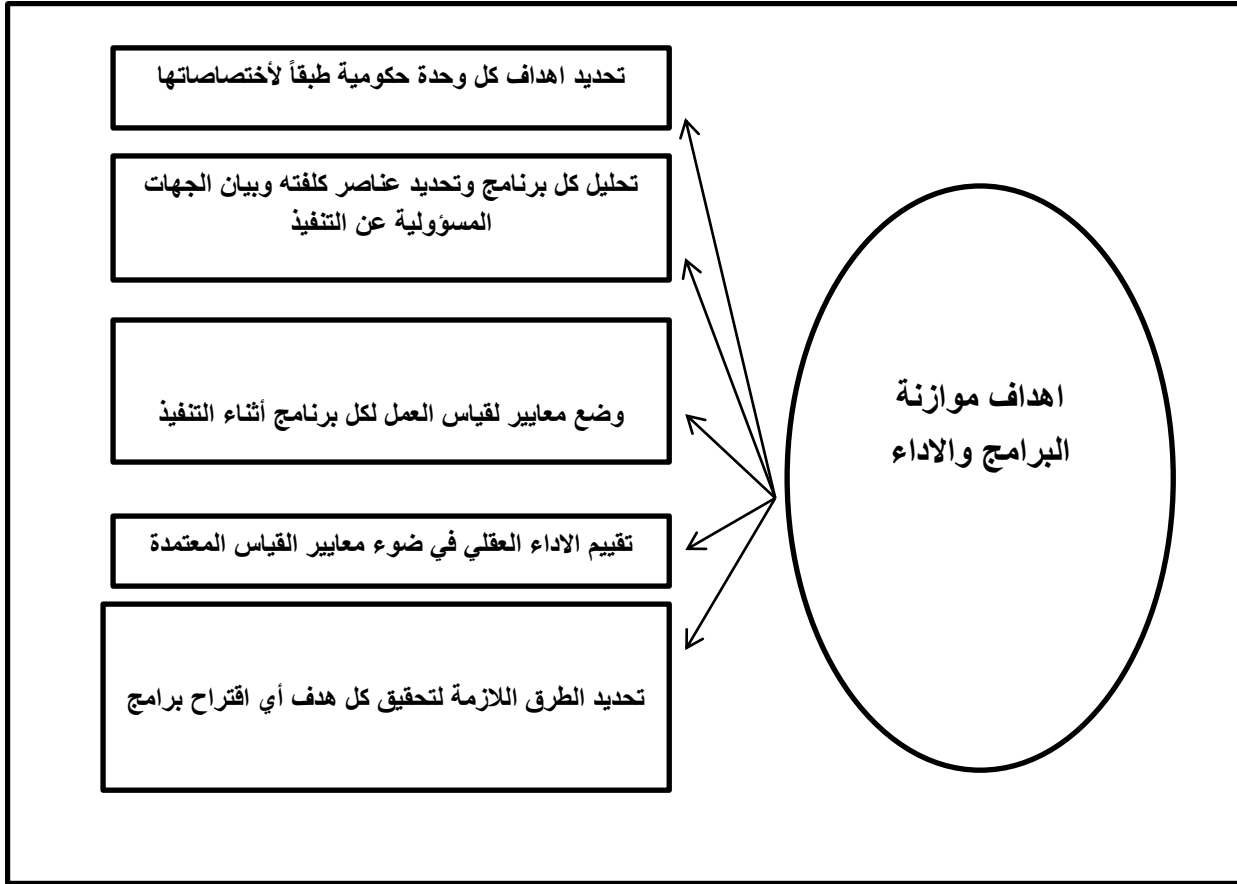 اهداف موازنة
البرامج والاداء
تحديد اهداف كل وحدة حكومية طبقاً لأختصاصاتها
تحليل كل برنامج وتحديد عناصر كلفته وبيان الجهات
المسؤولية عن التنفيذ
وضع معايير لقياس العمل لكل برنامج أثناء التنفيذ
تقييم الاداء العقلي في ضوء معايير القياس المعتمدة
تحديد الطرق اللازمة لتحقيق كل هدف أي اقتراح برامج